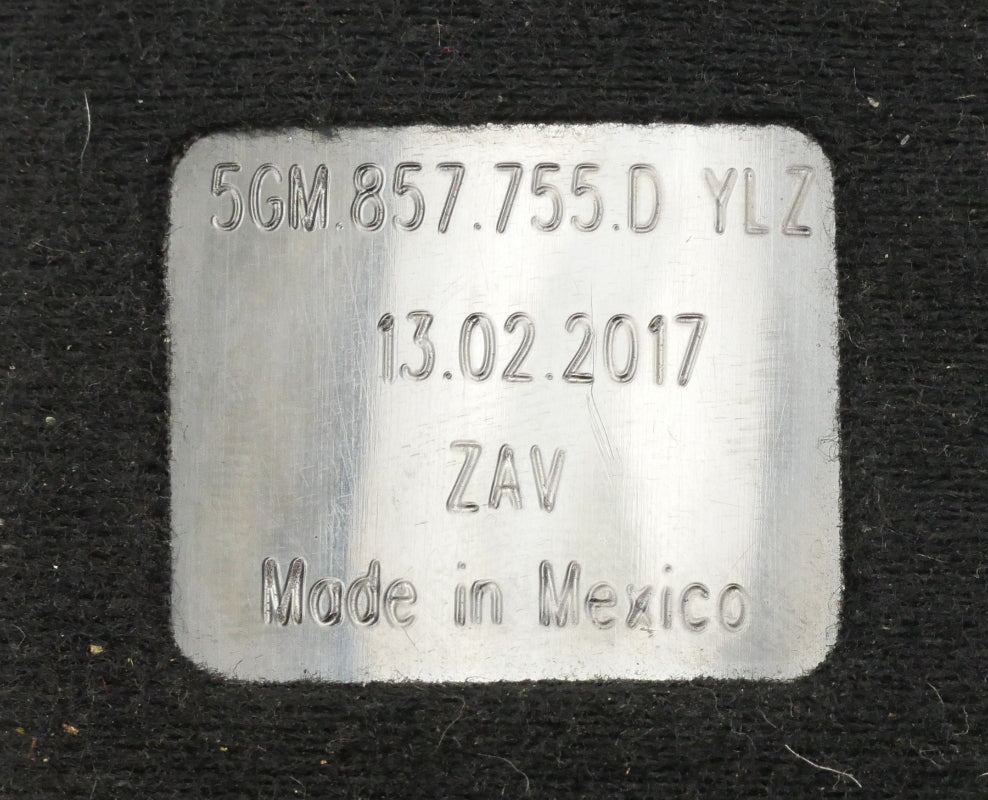 5GM.857.755.D YLZ
13.02.2017
ZAV
Made in Mexico